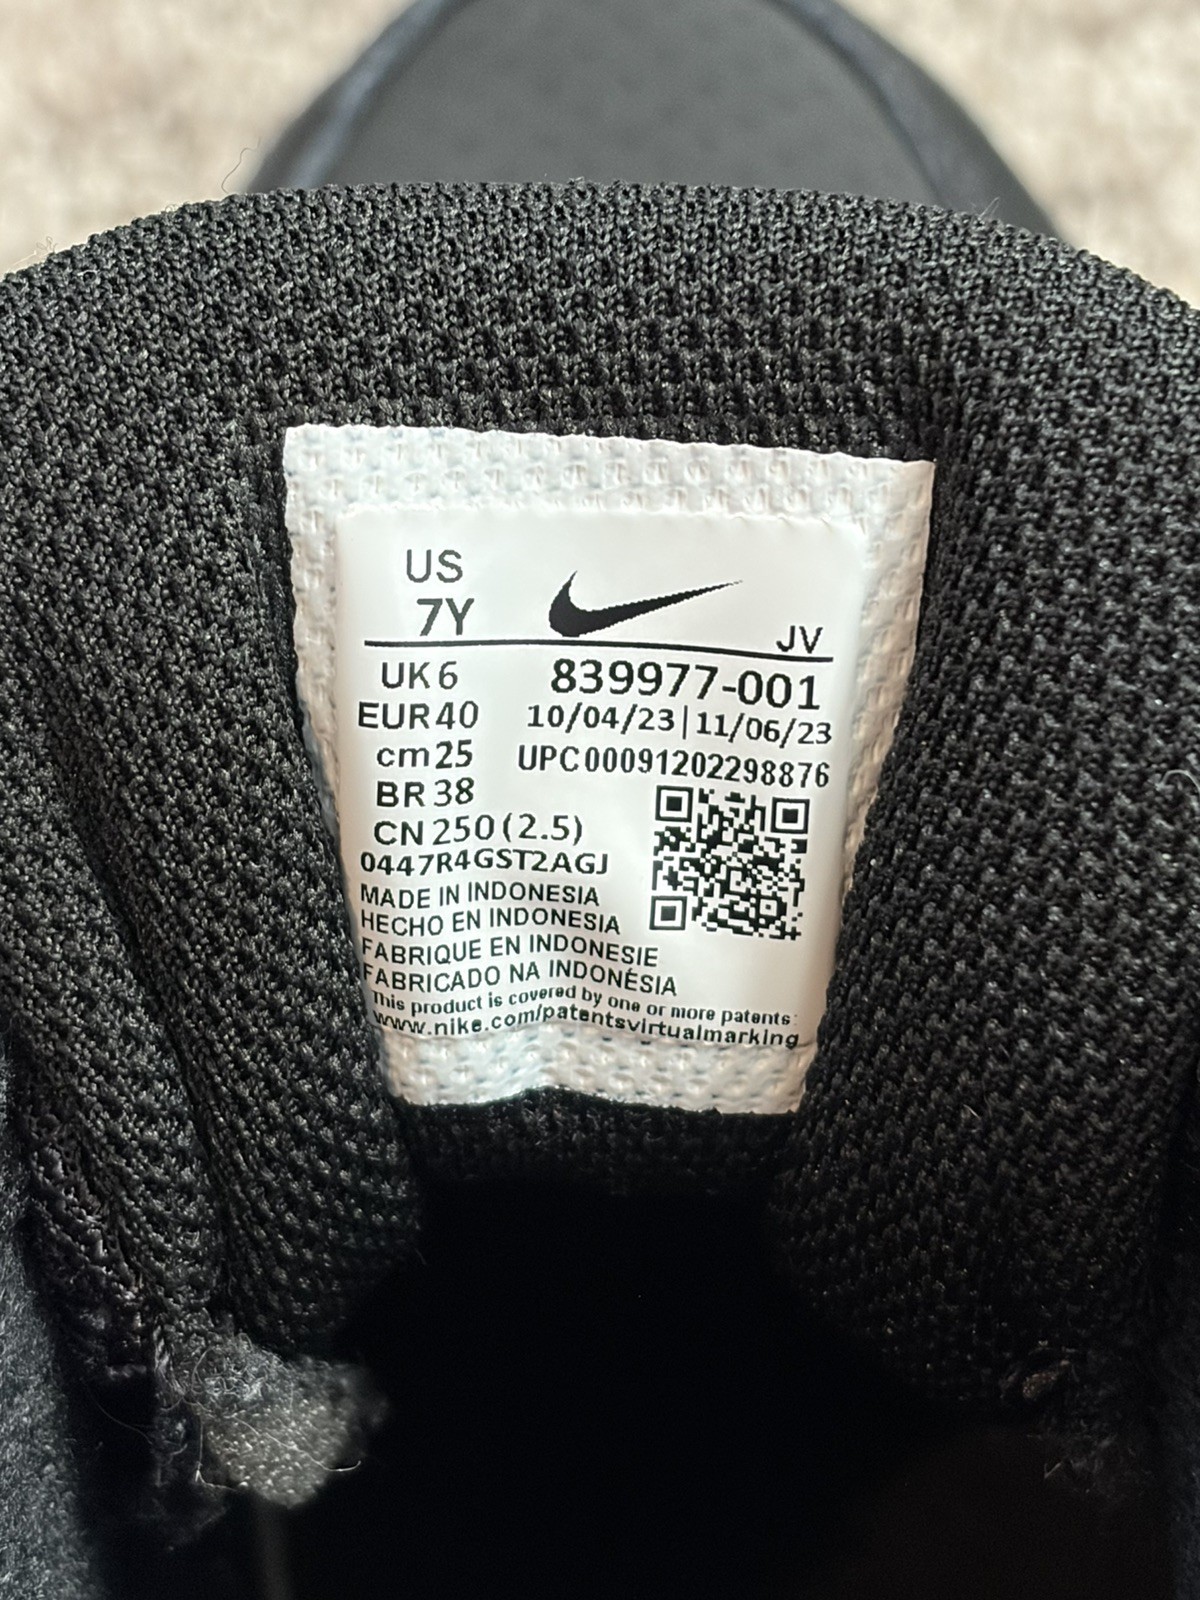 US
7Y
JV
UK 6
839977-001
EUR 40
10/04/23|11/06/23
cm 25
UPC00091202298876
BR 38
CN 250 (2.5)
0447R4GST2AGJ
MADE IN INDONESIA
HECHO EN INDONESIA
FABRIQUE EN INDONESIE
FABRICADO NA INDONÉSIA
This product is covered by one or more patents:
www.nike.com/patentsvirtualmarking